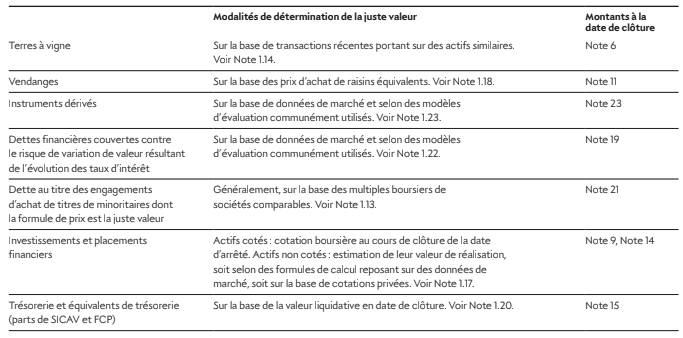 Modalités de détermination de la juste valeur Montants à la
date de clôture
Terres à vigne Sur la base de transactions récentes portant sur des actifs similaires. Note 6
Voir Note 1.14.
Vendanges Sur la base des prix d'achat de raisins équivalents. Voir Note 1.18. Note 11
Instruments dérivés Sur la base de données de marché et selon des modèles Note 23
d'évaluation communément utilisés. Voir Note 1.23.
Dettes financières couvertes contre Sur la base de données de marché et selon des modèles Note 19
le risque de variation de valeur résultant d'évaluation communément utilisés. Voir Note 1.22.
de l'évolution des taux d'intérêt
Dette au titre des engagements Généralement, sur la base des multiples boursiers de Note 21
d'achat de titres de minoritaires dont sociétés comparables. Voir Note 1.13.
la formule de prix est la juste valeur
Investissements et placements Actifs cotés : cotation boursière au cours de clôture de la date Note 9, Note 14
financiers d'arrêté. Actifs non cotés : estimation de leur valeur de réalisation,
soit selon des formules de calcul reposant sur des données de
marché, soit sur la base de cotations privées. Voir Note 1.17.
Trésorerie et équivalents de trésorerie Sur la base de la valeur liquidative en date de clôture. Voir Note 1.20. Note 15
(parts de SICAV et FCP)